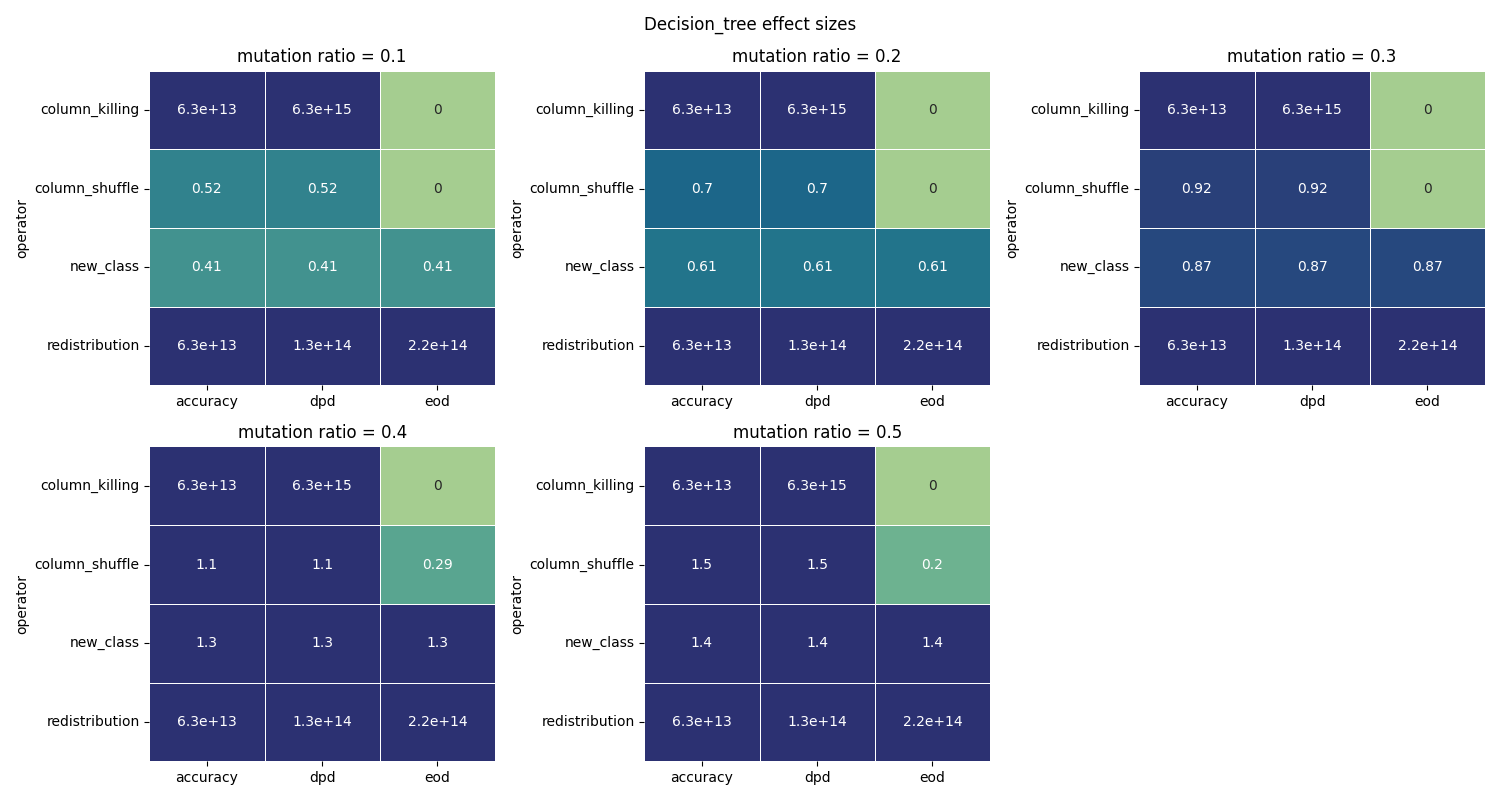 Decision_tree effect sizes
mutation ratio = 0.1
operator
column_killing 6.3e+13 6.3e+15 0
column_shuffle 0.52 0.52 0
new_class 0.41 0.41 0.41
redistribution 6.3e+13 1.3e+14 2.2e+14
accuracy dpd eod
mutation ratio = 0.2
operator
column_killing 6.3e+13 6.3e+15 0
column_shuffle 0.7 0.7 0
new_class 0.61 0.61 0.61
redistribution 6.3e+13 1.3e+14 2.2e+14
accuracy dpd eod
mutation ratio = 0.3
operator
column_killing 6.3e+13 6.3e+15 0
column_shuffle 0.92 0.92 0
new_class 0.87 0.87 0.87
redistribution 6.3e+13 1.3e+14 2.2e+14
accuracy dpd eod
mutation ratio = 0.4
operator
column_killing 6.3e+13 6.3e+15 0
column_shuffle 1.1 1.1 0.29
new_class 1.3 1.3 1.3
redistribution 6.3e+13 1.3e+14 2.2e+14
accuracy dpd eod
mutation ratio = 0.5
operator
column_killing 6.3e+13 6.3e+15 0
column_shuffle 1.5 1.5 0.2
new_class 1.4 1.4 1.4
redistribution 6.3e+13 1.3e+14 2.2e+14
accuracy dpd eod